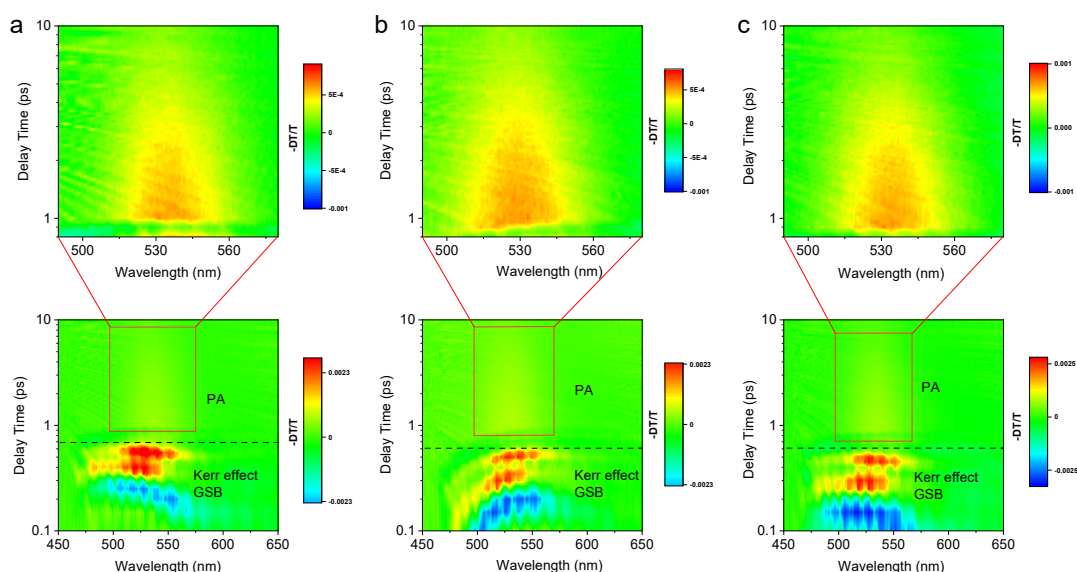 a
10
1
Delay Time (ps)
500
530
560
Wavelength (nm)
5E-4
0
-5E-4
-0.001
-DT/T
b
10
1
Delay Time (ps)
500
530
560
Wavelength (nm)
5E-4
0
-5E-4
-0.001
-DT/T
c
10
1
Delay Time (ps)
500
530
560
Wavelength (nm)
0.001
0.000
-0.001
-DT/T
10
1
0.1
Delay Time (ps)
PA
Kerr effect
GSB
450
500
550
600
650
Wavelength (nm)
0.0023
0
-0.0023
-DT/T
10
1
0.1
Delay Time (ps)
PA
Kerr effect
GSB
450
500
550
600
650
Wavelength (nm)
0.0023
0
-0.0023
-DT/T
10
1
0.1
Delay Time (ps)
PA
Kerr effect
GSB
450
500
550
600
650
Wavelength (nm)
0.0025
0
-0.0025
-DT/T